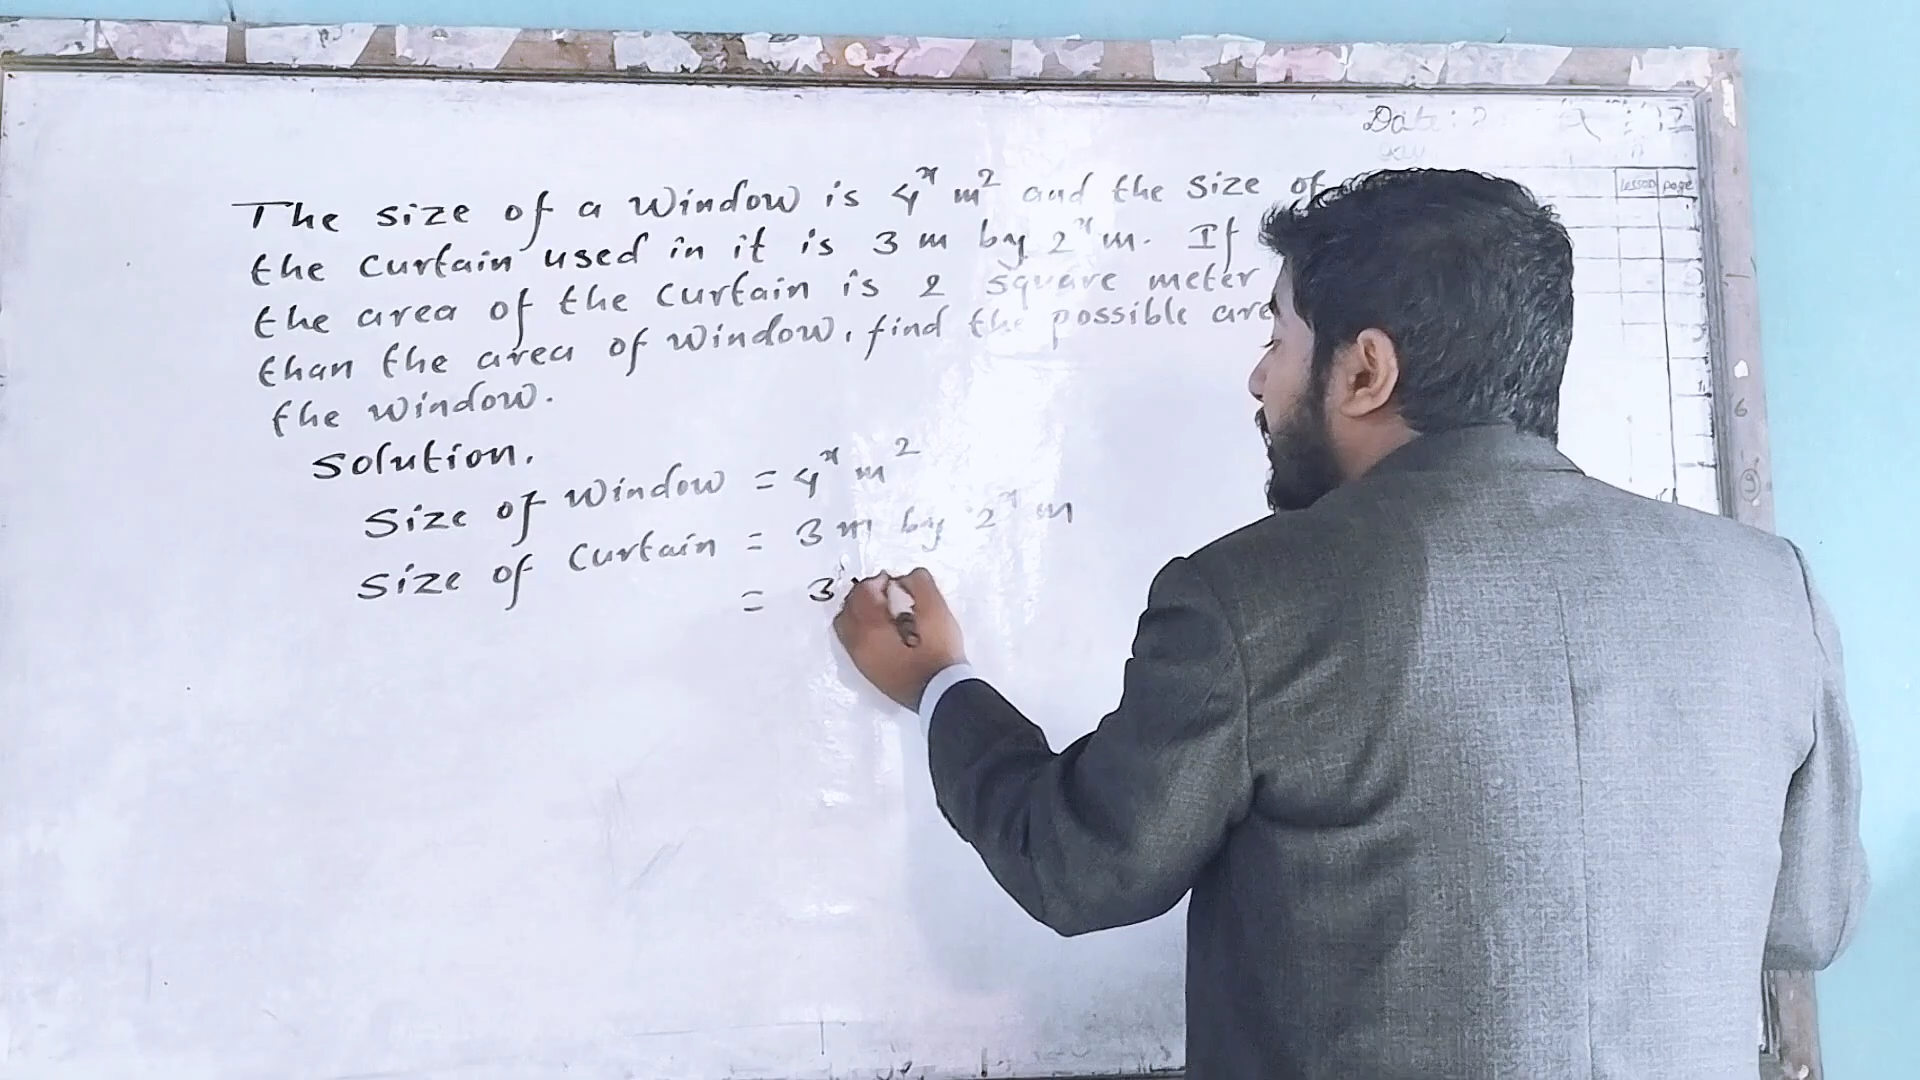 Date:
lesson page
The size of a window is 4ˣ m² and the size of
the curtain used in it is 3 m by 2ˣ m. If
the area of the curtain is 2 square meter
than the area of window, find the possible are
the window.
solution.
Size of window = 4ˣ m²
Size of curtain = 3 m by 2ˣ m
= 3
6
9